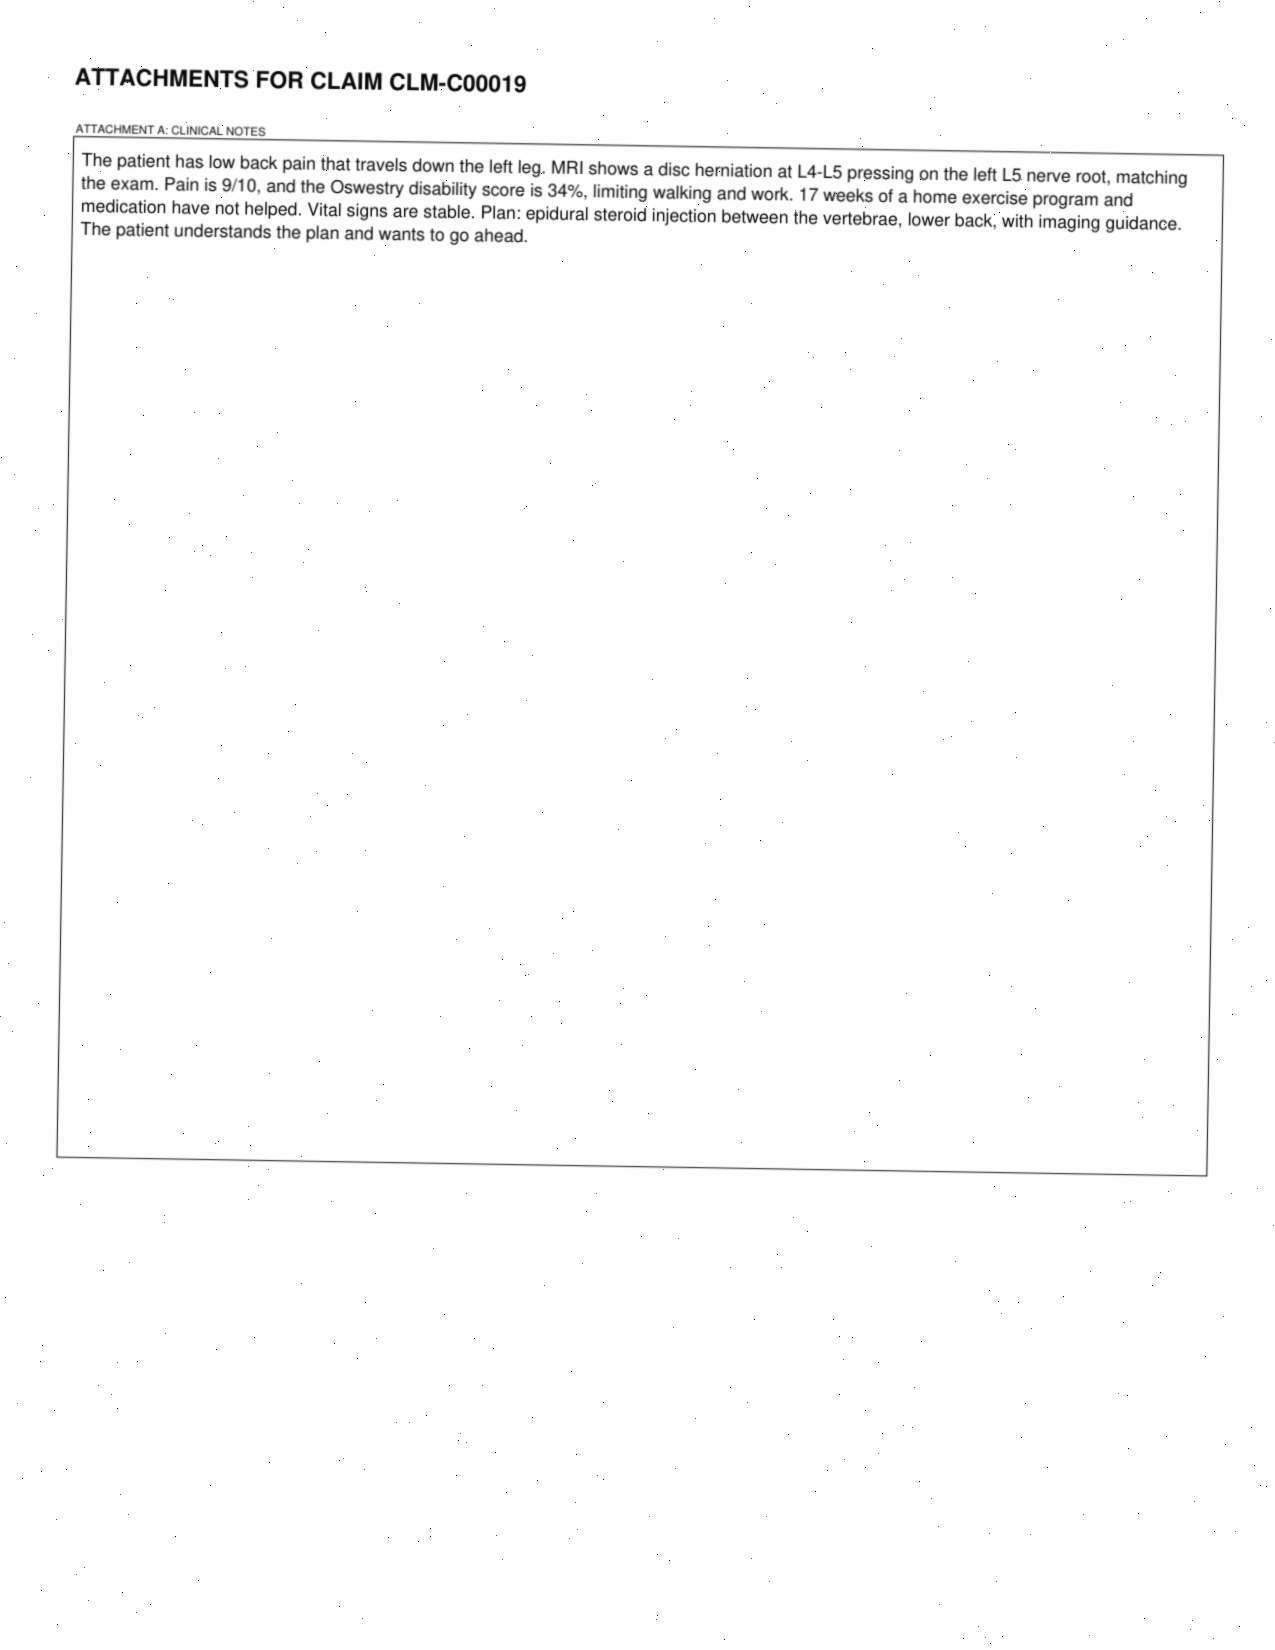 ATTACHMENTS FOR CLAIM CLM-C00019
ATTACHMENT A: CLINICAL NOTES
The patient has low back pain that travels down the left leg. MRI shows a disc herniation at L4-L5 pressing on the left L5 nerve root, matching
the exam. Pain is 9/10, and the Oswestry disability score is 34%, limiting walking and work. 17 weeks of a home exercise program and
medication have not helped. Vital signs are stable. Plan: epidural steroid injection between the vertebrae, lower back, with imaging guidance.
The patient understands the plan and wants to go ahead.